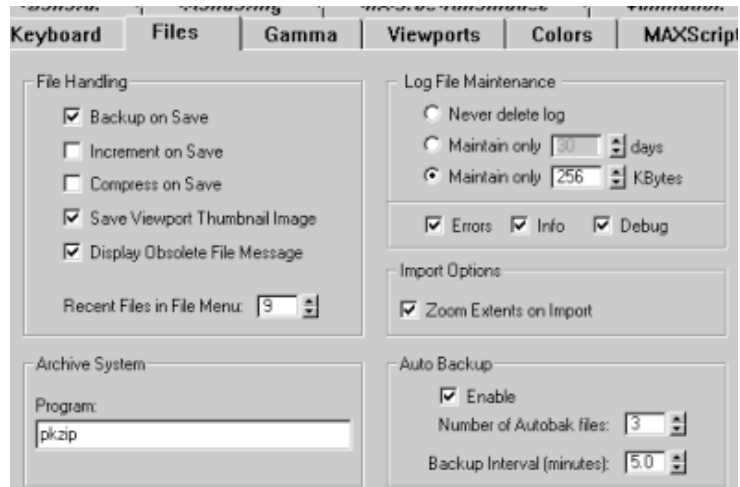 Keyboard Files Gamma Viewports Colors MAXScript
File Handling
Backup on Save
Increment on Save
Compress on Save
Save Viewport Thumbnail Image
Display Obsolete File Message
Recent Files in File Menu: 9
Archive System
Program:
pkzip
Log File Maintenance
Never delete log
Maintain only 30 days
Maintain only 256 KBytes
Errors Info Debug
Import Options
Zoom Extents on Import
Auto Backup
Enable
Number of Autobak files: 3
Backup Interval (minutes): 5.0